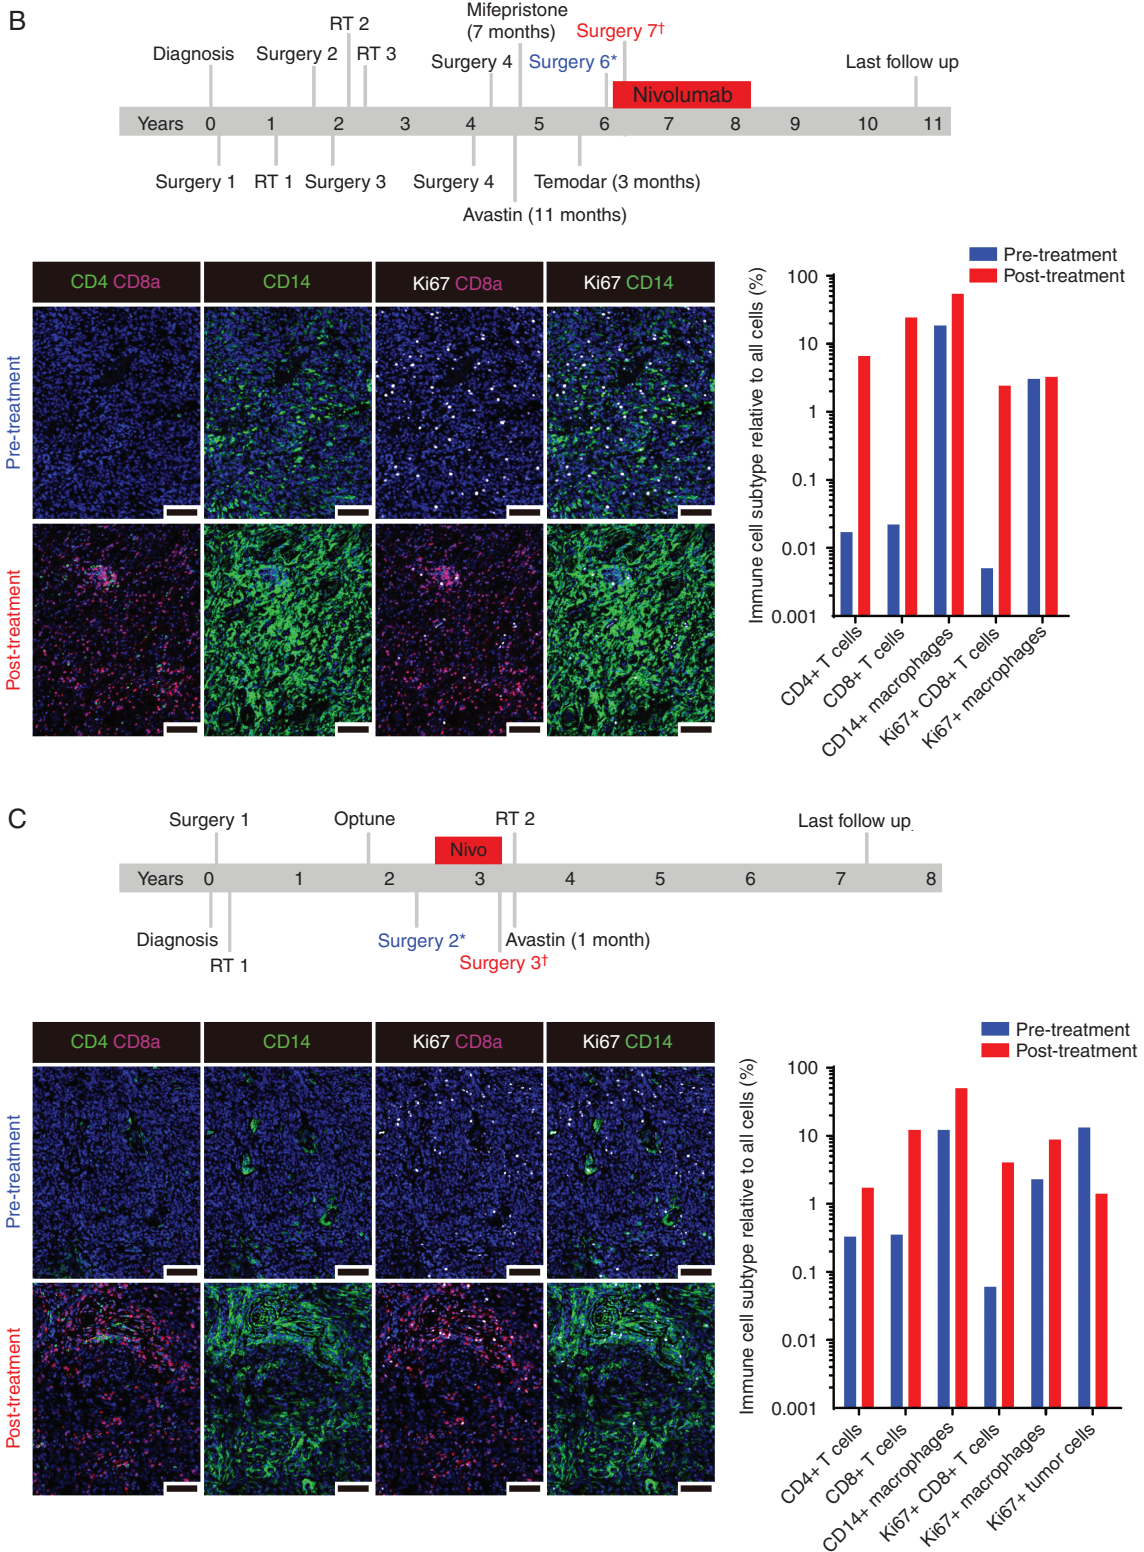 B
Mifepristone
(7 months)
RT 2
Surgery 7†
Diagnosis
Surgery 2
RT 3
Surgery 4
Surgery 6*
Last follow up
Nivolumab
Years 0 1 2 3 4 5 6 7 8 9 10 11
Surgery 1
RT 1
Surgery 3
Surgery 4
Temodar (3 months)
Avastin (11 months)
CD4 CD8a
CD14
Ki67 CD8a
Ki67 CD14
Pre-treatment
Post-treatment
Pre-treatment
Post-treatment
Immune cell subtype relative to all cells (%)
100
10
1
0.1
0.01
0.001
CD4+ T cells
CD8+ T cells
CD14+ macrophages
Ki67+ CD8+ T cells
Ki67+ macrophages
C
Surgery 1
Optune
RT 2
Last follow up
Nivo
Years 0 1 2 3 4 5 6 7 8
Diagnosis
RT 1
Surgery 2*
Avastin (1 month)
Surgery 3†
CD4 CD8a
CD14
Ki67 CD8a
Ki67 CD14
Pre-treatment
Post-treatment
Pre-treatment
Post-treatment
Immune cell subtype relative to all cells (%)
100
10
1
0.1
0.01
0.001
CD4+ T cells
CD8+ T cells
CD14+ macrophages
Ki67+ CD8+ T cells
Ki67+ macrophages
Ki67+ tumor cells